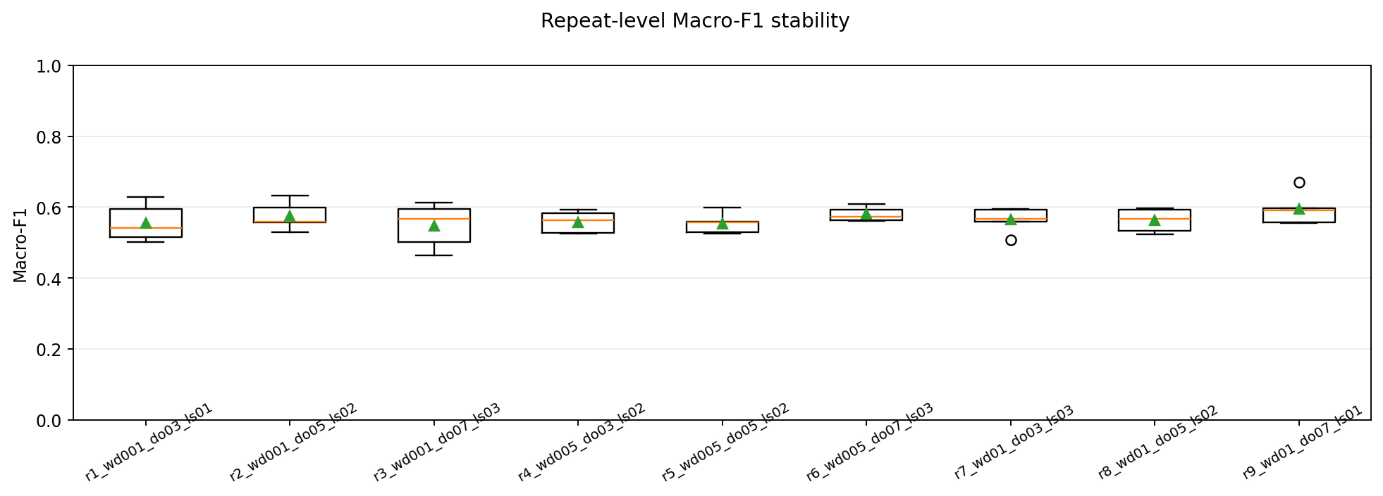 Repeat-level Macro-F1 stability
Macro-F1
1.0
0.8
0.6
0.4
0.2
0.0
r1_wd001_do03_ls01
r2_wd001_do05_ls02
r3_wd001_do07_ls03
r4_wd005_do03_ls02
r5_wd005_do05_ls02
r6_wd005_do07_ls03
r7_wd01_do03_ls03
r8_wd01_do05_ls02
r9_wd01_do07_ls01